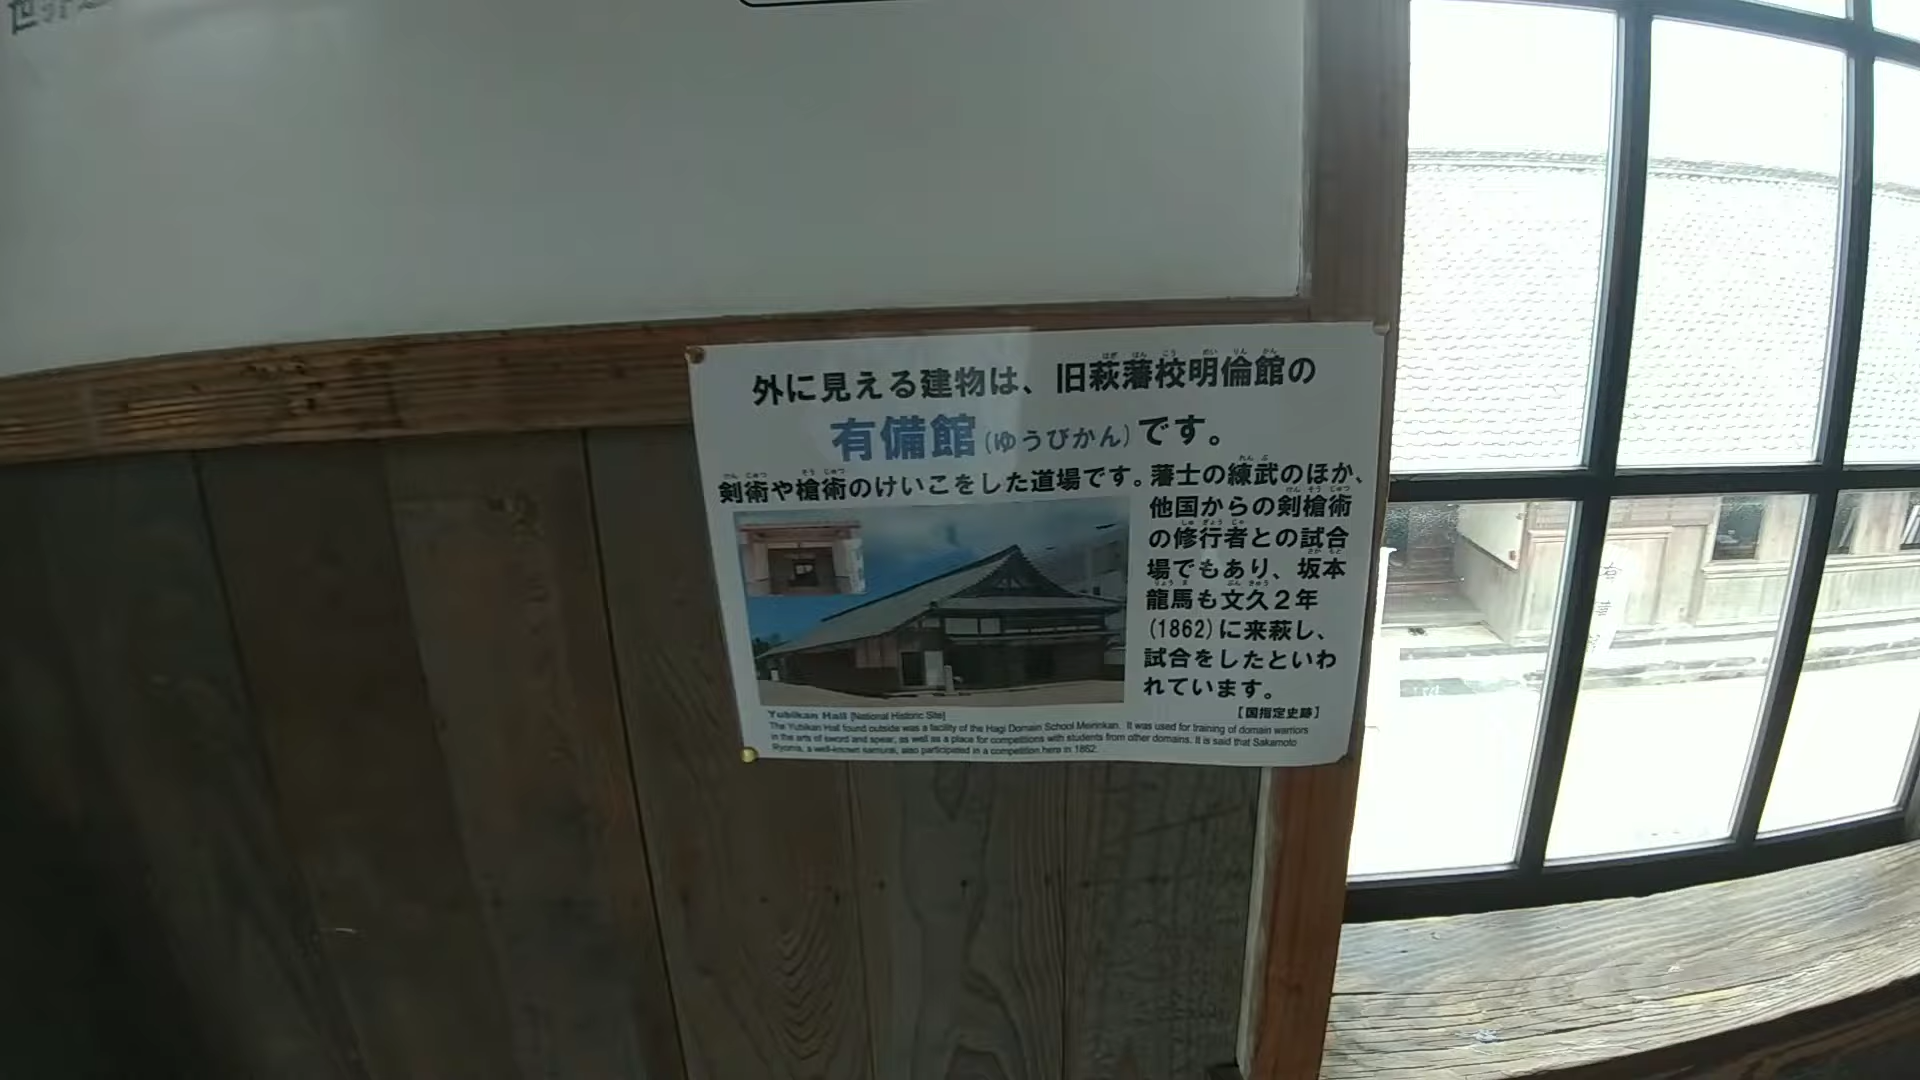 外に見える建物は、旧萩藩校明倫館の
有備館(ゆうびかん)です。
剣術や槍術のけいこをした道場です。藩士の練武のほか、
他国からの剣槍術
の修行者との試合
場でもあり、坂本
龍馬も文久2年
(1862)に来萩し、
試合をしたといわ
れています。
【国指定史跡】
Yubikan Hall [National Historic Site]
The Yubikan Hall found outside was a facility of the Hagi Domain School Meirinkan. It was used for training of domain warriors
in the arts of sword and spear, as well as a place for competitions with students from other domains. It is said that Sakamoto
Ryoma, a well-known samurai, also participated in a competition here in 1862.